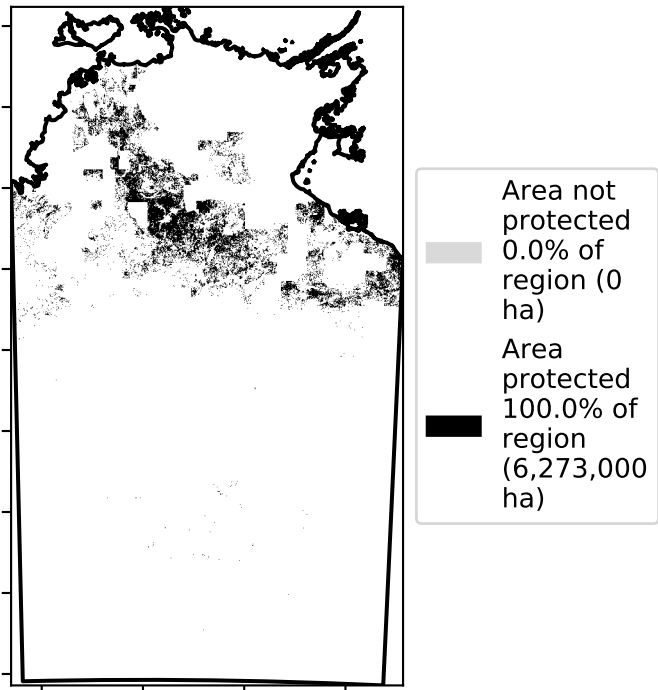 Area not
protected
0.0% of
region (0
ha)
Area
protected
100.0% of
region
(6,273,000
ha)